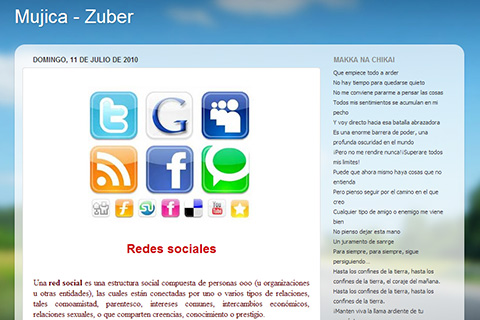 Mujica - Zuber
DOMINGO, 11 DE JULIO DE 2010
Redes sociales
Una red social es una estructura social compuesta de personas ooo (u organizaciones
u otras entidades), las cuales están conectadas por uno o varios tipos de relaciones,
tales comoamistad, parentesco, intereses comunes, intercambios económicos,
relaciones sexuales, o que comparten creencias, conocimiento o prestigio.
MAKKA NA CHIKAI
Que empiece todo a arder
No hay tiempo para quedarse quieto
No me conviene pararme a pensar las cosas
Todos mis sentimientos se acumulan en mi
pecho
Y voy directo hacia esa batalla abrazadora
Es una enorme barrera de poder, una
profunda oscuridad en el mundo
¡Pero no me rendire nunca!¡Superare todos
mis limites!
Puede que ahora mismo haya cosas que no
entienda
Pero pienso seguir por el camino en el que
creo
Cualquier tipo de amigo o enemigo me viene
bien
No pienso dejar esta mano
Un juramento de sanrge
Para siempre, para siempre, sigue
persiguiendo...
Hasta los confines de la tierra, hasta los
confines de la tierra, el coraje del mañana.
Hasta los confines de la tierra, hasta los
confines de la tierra.
¡Manten viva la llama ardiente de tu